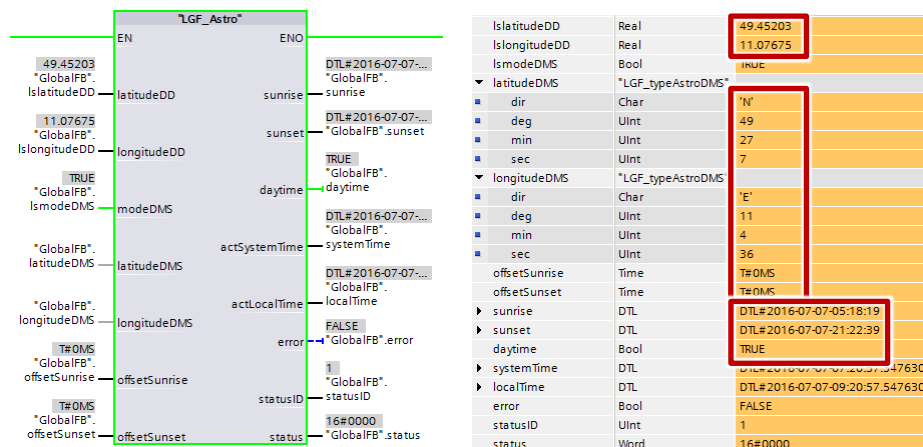 "LGF_Astro"
EN ENO
49.45203
"GlobalFB".
lslatitudeDD
latitudeDD
11.07675
"GlobalFB".
lslongitudeDD
longitudeDD
TRUE
"GlobalFB".
lsmodeDMS
modeDMS
"GlobalFB".
latitudeDMS
latitudeDMS
"GlobalFB".
longitudeDMS
longitudeDMS
T#0MS
"GlobalFB".
offsetSunrise
offsetSunrise
T#0MS
"GlobalFB".
offsetSunset
offsetSunset
DTL#2016-07-07-...
"GlobalFB".
sunrise
sunrise
DTL#2016-07-07-...
sunset
"GlobalFB".sunset
TRUE
"GlobalFB".
daytime
daytime
DTL#2016-07-07-...
"GlobalFB".
actSystemTime
systemTime
DTL#2016-07-07-...
"GlobalFB".
actLocalTime
localTime
FALSE
error
"GlobalFB".error
1
"GlobalFB".
statusID
statusID
16#0000
status
"GlobalFB".status
lslatitudeDD Real 49.45203
lslongitudeDD Real 11.07675
lsmodeDMS Bool TRUE
latitudeDMS "LGF_typeAstroDMS"
dir Char 'N'
deg UInt 49
min UInt 27
sec UInt 7
longitudeDMS "LGF_typeAstroDMS"
dir Char 'E'
deg UInt 11
min UInt 4
sec UInt 36
offsetSunrise Time T#0MS
offsetSunset Time T#0MS
sunrise DTL DTL#2016-07-07-05:18:19
sunset DTL DTL#2016-07-07-21:22:39
daytime Bool TRUE
systemTime DTL DTL#2016-07-07-07:20:57.547630
localTime DTL DTL#2016-07-07-09:20:57.547630
error Bool FALSE
statusID UInt 1
status Word 16#0000